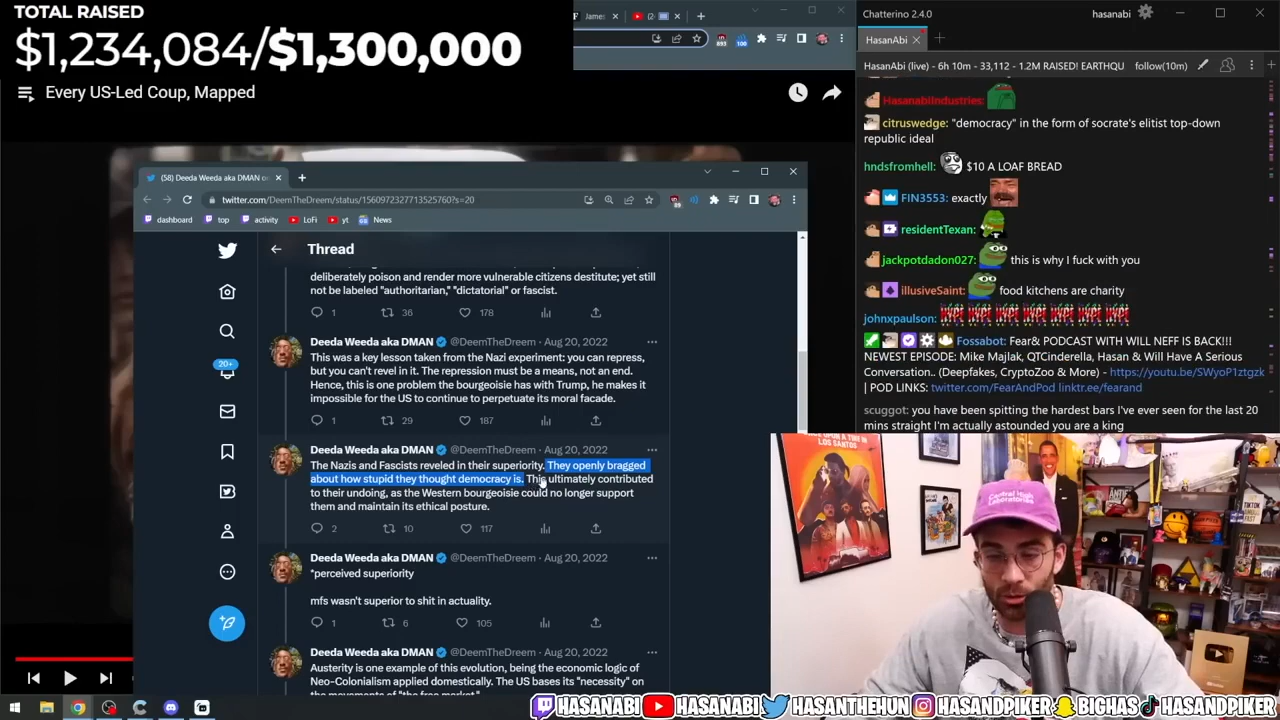 TOTAL RAISED
$1,234,084/$1,300,000
Every US-Led Coup, Mapped
James
(2
(58) Deeda Weeda aka DMAN on
twitter.com/DeemTheDreem/status/1560972327713525760?s=20
dashboard
top
activity
LoFi
yt
News
Thread
deliberately poison and render more vulnerable citizens destitute; yet still
not be labeled "authoritarian," "dictatorial" or fascist.
1
36
178
Deeda Weeda aka DMAN @DeemTheDreem · Aug 20, 2022
This was a key lesson taken from the Nazi experiment: you can repress,
but you can't revel in it. The repression must be a means, not an end.
Hence, this is one problem the bourgeoisie has with Trump, he makes it
impossible for the US to continue to perpetuate its moral facade.
1
29
187
Deeda Weeda aka DMAN @DeemTheDreem · Aug 20, 2022
The Nazis and Fascists reveled in their superiority. They openly bragged
about how stupid they thought democracy is. This ultimately contributed
to their undoing, as the Western bourgeoisie could no longer support
them and maintain its ethical posture.
2
10
117
Deeda Weeda aka DMAN @DeemTheDreem · Aug 20, 2022
*perceived superiority
mfs wasn't superior to shit in actuality.
1
6
105
Deeda Weeda aka DMAN @DeemTheDreem · Aug 20, 2022
Austerity is one example of this evolution, being the economic logic of
Neo-Colonialism applied domestically. The US bases its "necessity" on
the movements of "the free market."
20+
Chatterino 2.4.0
hasanabi
HasanAbi
HasanAbi (live) - 6h 10m - 33,112 - 1.2M RAISED! EARTHQU
follow(10m)
HasanabiIndustries:
citruswedge: "democracy" in the form of socrate's elitist top-down
republic ideal
hndsfromhell: $10 A LOAF BREAD
FIN3553: exactly
residentTexan:
jackpotdadon027: this is why I fuck with you
illusiveSaint: food kitchens are charity
johnxpaulson:
Fossabot: Fear& PODCAST WITH WILL NEFF IS BACK!!!
NEWEST EPISODE: Mike Majlak, QTCinderella, Hasan & Will Have A Serious
Conversation.. (Deepfakes, CryptoZoo & More) - https://youtu.be/SWyoP1ztgxz
| POD LINKS: twitter.com/FearAndPod linktr.ee/fearand
scuggot: you have been spitting the hardest bars I've ever seen for the last 20
mins straight I'm actually astounded you are a king
HASANABI
HASANABI
HASANTHEHUN
HASANDPIKER
BIGHAS
HASANDPIKER